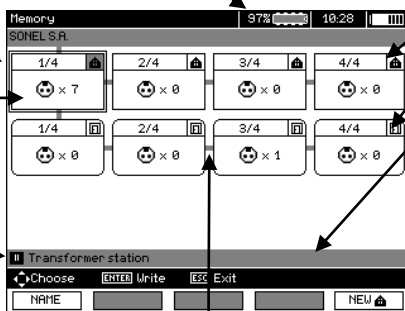 Memory 97% 10:28
SONEL S.A.
1/4 2/4 3/4 4/4
× 7 × 0 × 0 × 0
1/4 2/4 3/4 4/4
× 0 × 0 × 1 × 0
Transformer station
Choose ENTER Write ESC Exit
NAME NEW